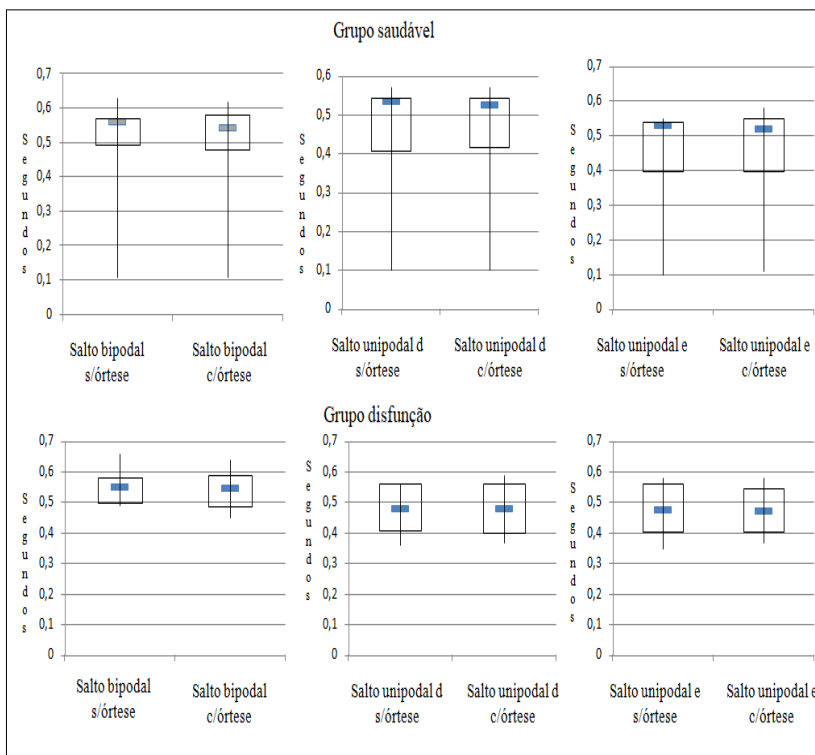 Grupo saudável
Segundos
0,7
0,6
0,5
0,4
0,3
0,2
0,1
0
Salto bipodal
s/órtese
Salto bipodal
c/órtese
Segundos
0,6
0,5
0,4
0,3
0,2
0,1
0
Salto unipodal d
s/órtese
Salto unipodal d
c/órtese
Segundos
0,7
0,6
0,5
0,4
0,3
0,2
0,1
0
Salto unipodal e
s/órtese
Salto unipodal e
c/órtese
Grupo disfunção
Segundos
0,7
0,6
0,5
0,4
0,3
0,2
0,1
0
Salto bipodal
s/órtese
Salto bipodal
c/órtese
Segundos
0,7
0,6
0,5
0,4
0,3
0,2
0,1
0
Salto unipodal d
s/órtese
Salto unipodal d
c/órtese
Segundos
0,7
0,6
0,5
0,4
0,3
0,2
0,1
0
Salto unipodal e
s/órtese
Salto unipodal e
c/órtese